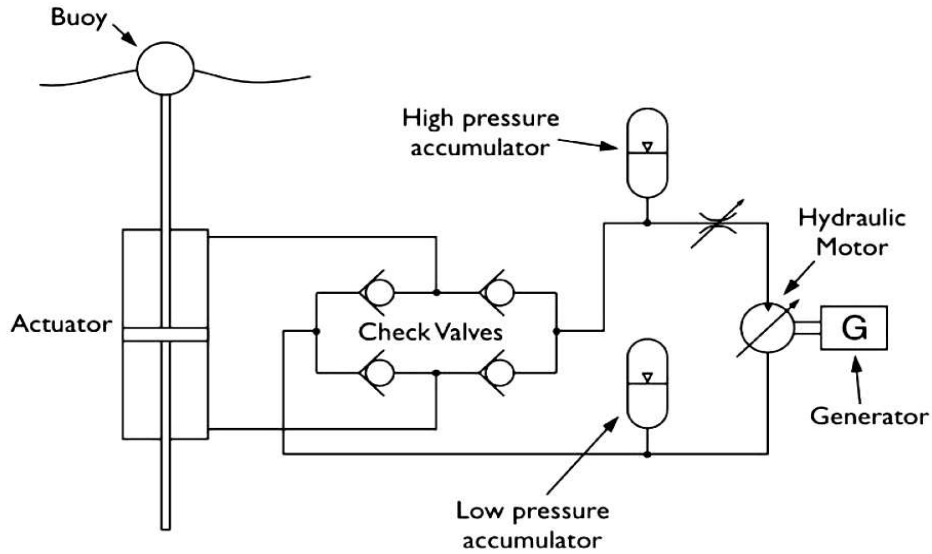 Buoy
High pressure
accumulator
Hydraulic
Motor
Actuator
Check Valves
G
Generator
Low pressure
accumulator